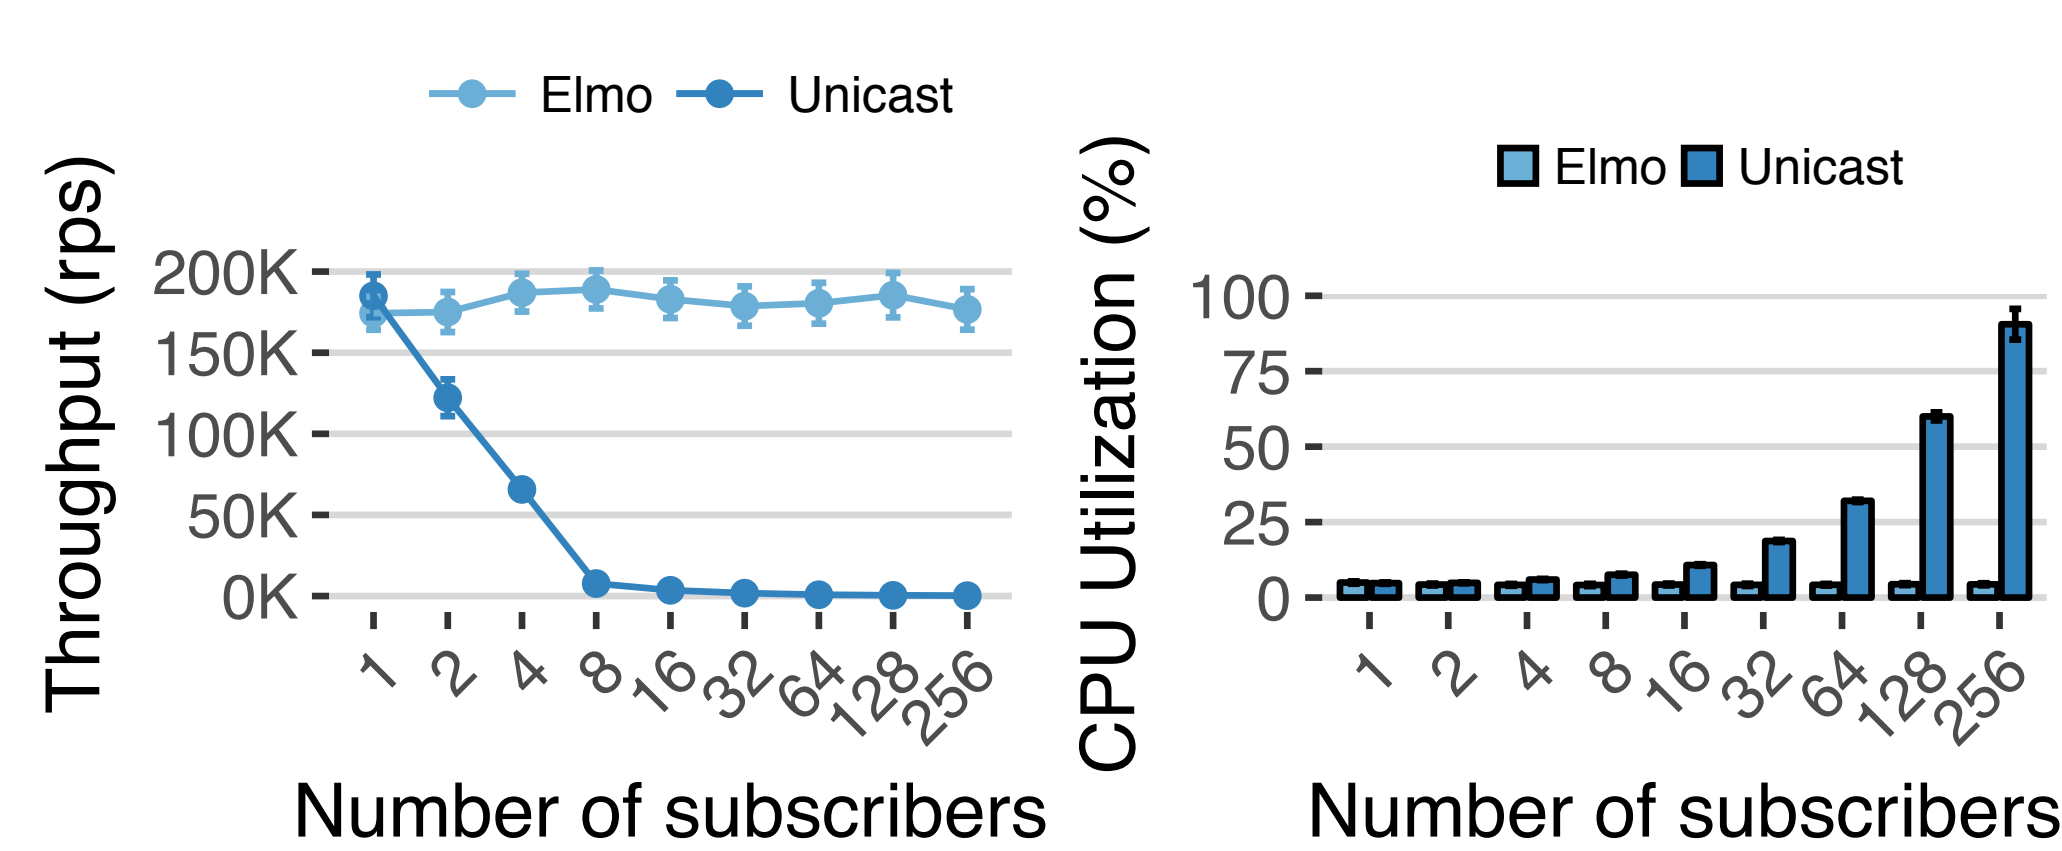 Elmo Unicast
Throughput (rps)
200K
150K
100K
50K
0K
1 2 4 8 16 32 64 128 256
Number of subscribers
Elmo Unicast
CPU Utilization (%)
100
75
50
25
0
1 2 4 8 16 32 64 128 256
Number of subscribers